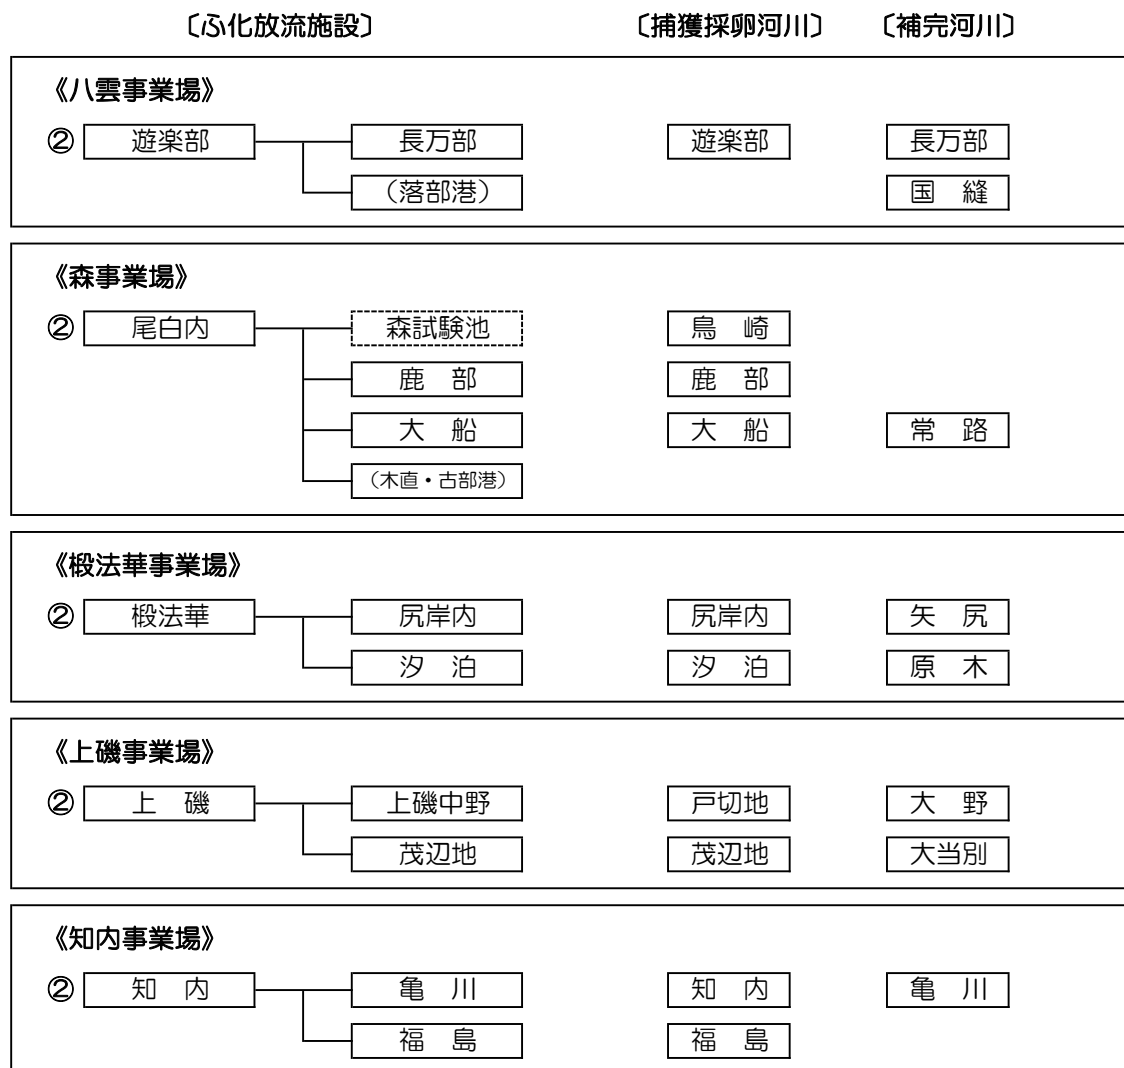 〔ふ化放流施設〕 〔捕獲採卵河川〕 〔補完河川〕
《八雲事業場》
② 遊楽部 長万部 遊楽部 長万部
（落部港） 国 縫
《森事業場》
② 尾白内 森試験池 鳥 崎
鹿 部 鹿 部
大 船 大 船 常 路
（木直・古部港）
《椴法華事業場》
② 椴法華 尻岸内 尻岸内 矢 尻
汐 泊 汐 泊 原 木
《上磯事業場》
② 上 磯 上磯中野 戸切地 大 野
茂辺地 茂辺地 大当別
《知内事業場》
② 知 内 亀 川 知 内 亀 川
福 島 福 島